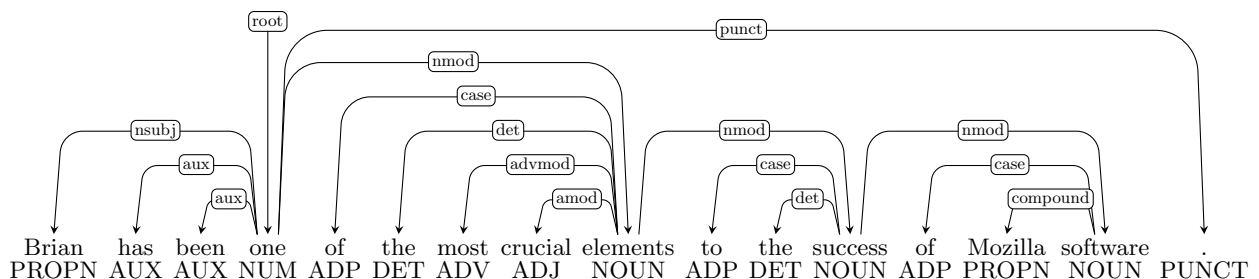 root
punct
nmod
case
nsubj det nmod nmod
aux advmod case case
aux amod det compound
Brian has been one of the most crucial elements to the success of Mozilla software .
PROPN AUX AUX NUM ADP DET ADV ADJ NOUN ADP DET NOUN ADP PROPN NOUN PUNCT